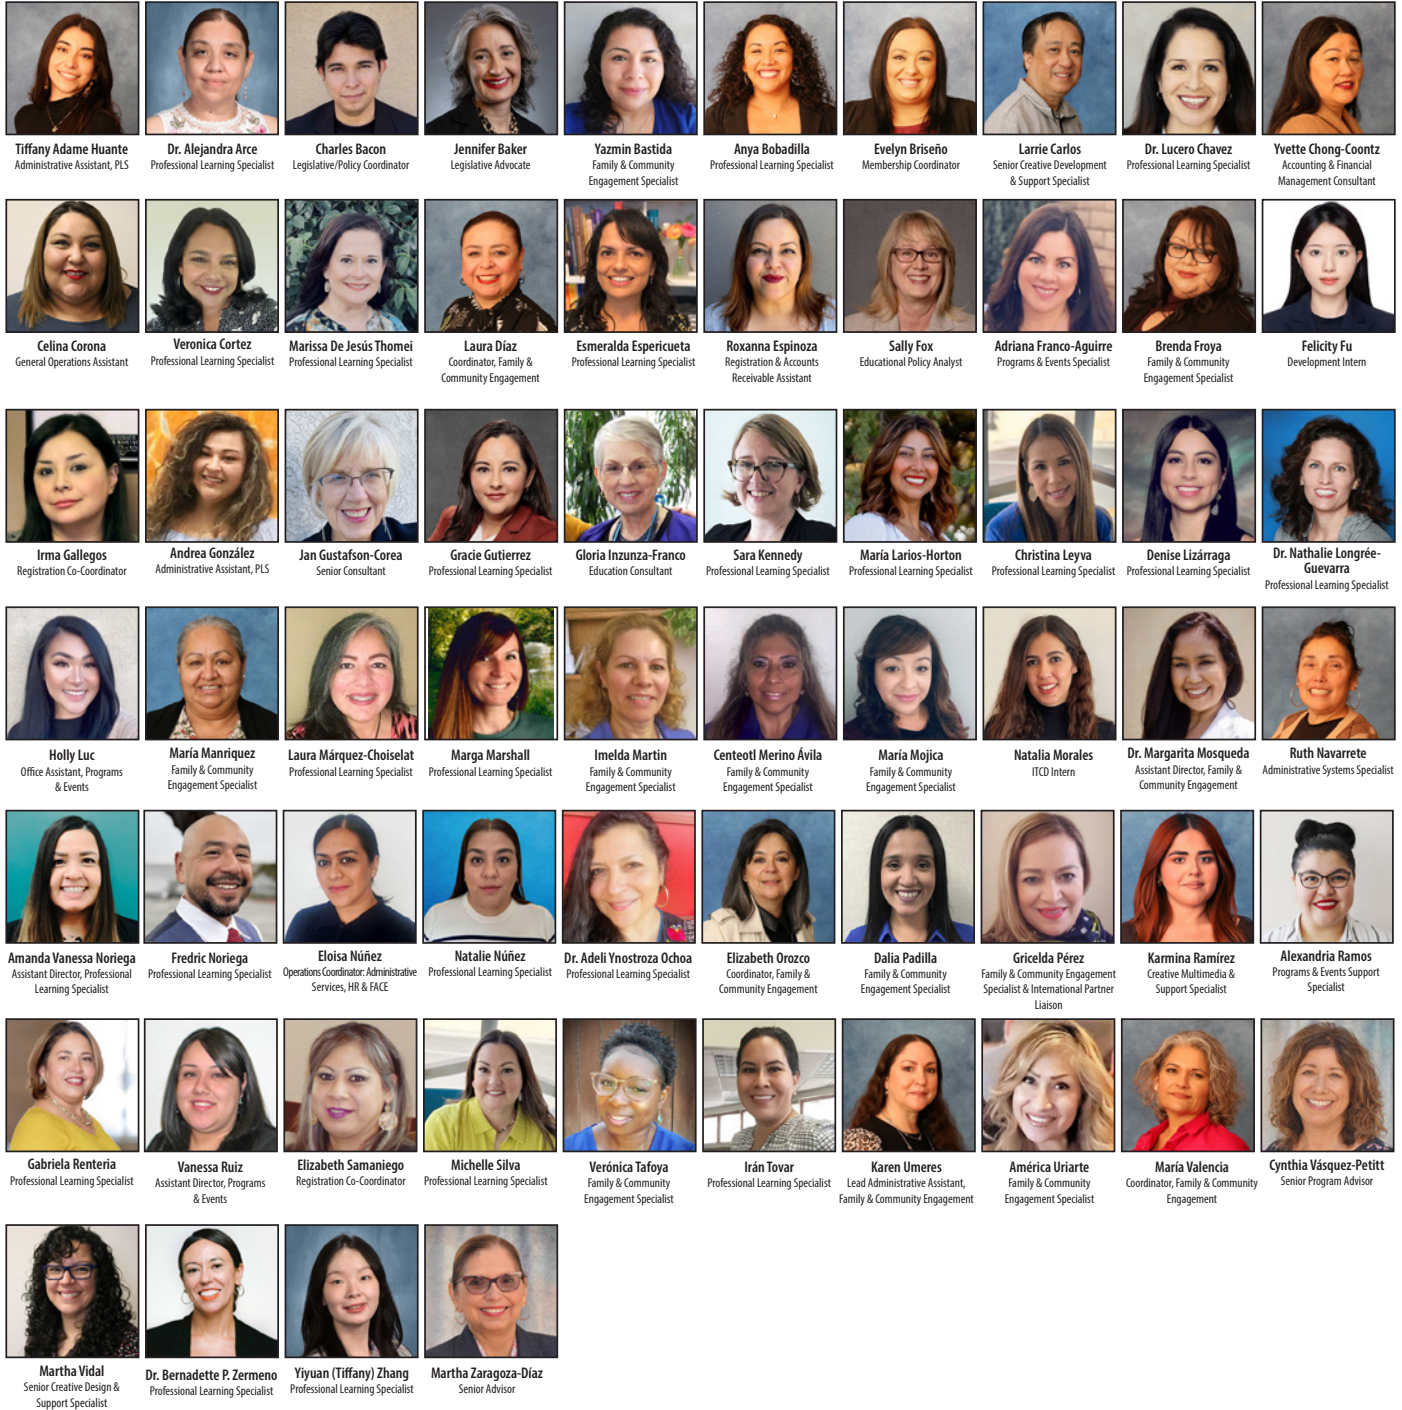 Tiffany Adame Huante
Administrative Assistant, PLS
Dr. Alejandra Arce
Professional Learning Specialist
Charles Bacon
Legislative/Policy Coordinator
Jennifer Baker
Legislative Advocate
Yazmin Bastida
Family & Community
Engagement Specialist
Anya Bobadilla
Professional Learning Specialist
Evelyn Briseño
Membership Coordinator
Larrie Carlos
Senior Creative Development
& Support Specialist
Dr. Lucero Chavez
Professional Learning Specialist
Yvette Chong-Coontz
Accounting & Financial
Management Consultant
Celina Corona
General Operations Assistant
Veronica Cortez
Professional Learning Specialist
Marissa De Jesús Thomei
Professional Learning Specialist
Laura Díaz
Coordinator, Family &
Community Engagement
Esmeralda Espericueta
Professional Learning Specialist
Roxanna Espinoza
Registration & Accounts
Receivable Assistant
Sally Fox
Educational Policy Analyst
Adriana Franco-Aguirre
Programs & Events Specialist
Brenda Froya
Family & Community
Engagement Specialist
Felicity Fu
Development Intern
Irma Gallegos
Registration Co-Coordinator
Andrea González
Administrative Assistant, PLS
Jan Gustafson-Corea
Senior Consultant
Gracie Gutierrez
Professional Learning Specialist
Gloria Inzunza-Franco
Education Consultant
Sara Kennedy
Professional Learning Specialist
María Larios-Horton
Professional Learning Specialist
Christina Leyva
Professional Learning Specialist
Denise Lizárraga
Professional Learning Specialist
Dr. Nathalie Longrée-
Guevarra
Professional Learning Specialist
Holly Luc
Office Assistant, Programs
& Events
María Manriquez
Family & Community
Engagement Specialist
Laura Márquez-Choiselat
Professional Learning Specialist
Marga Marshall
Professional Learning Specialist
Imelda Martin
Family & Community
Engagement Specialist
Centeotl Merino Ávila
Family & Community
Engagement Specialist
María Mojica
Family & Community
Engagement Specialist
Natalia Morales
ITCD Intern
Dr. Margarita Mosqueda
Assistant Director, Family &
Community Engagement
Ruth Navarrete
Administrative Systems Specialist
Amanda Vanessa Noriega
Assistant Director, Professional
Learning Specialist
Fredric Noriega
Professional Learning Specialist
Eloisa Núñez
Operations Coordinator: Administrative
Services, HR & FACE
Natalie Núñez
Professional Learning Specialist
Dr. Adeli Ynostroza Ochoa
Professional Learning Specialist
Elizabeth Orozco
Coordinator, Family &
Community Engagement
Dalia Padilla
Family & Community
Engagement Specialist
Gricelda Pérez
Family & Community Engagement
Specialist & International Partner
Liaison
Karmina Ramírez
Creative Multimedia &
Support Specialist
Alexandria Ramos
Programs & Events Support
Specialist
Gabriela Renteria
Professional Learning Specialist
Vanessa Ruiz
Assistant Director, Programs
& Events
Elizabeth Samaniego
Registration Co-Coordinator
Michelle Silva
Professional Learning Specialist
Verónica Tafoya
Family & Community
Engagement Specialist
Irán Tovar
Professional Learning Specialist
Karen Umeres
Lead Administrative Assistant,
Family & Community Engagement
América Uriarte
Family & Community
Engagement Specialist
María Valencia
Coordinator, Family & Community
Engagement
Cynthia Vásquez-Petitt
Senior Program Advisor
Martha Vidal
Senior Creative Design &
Support Specialist
Dr. Bernadette P. Zermeno
Professional Learning Specialist
Yiyuan (Tiffany) Zhang
Professional Learning Specialist
Martha Zaragoza-Díaz
Senior Advisor